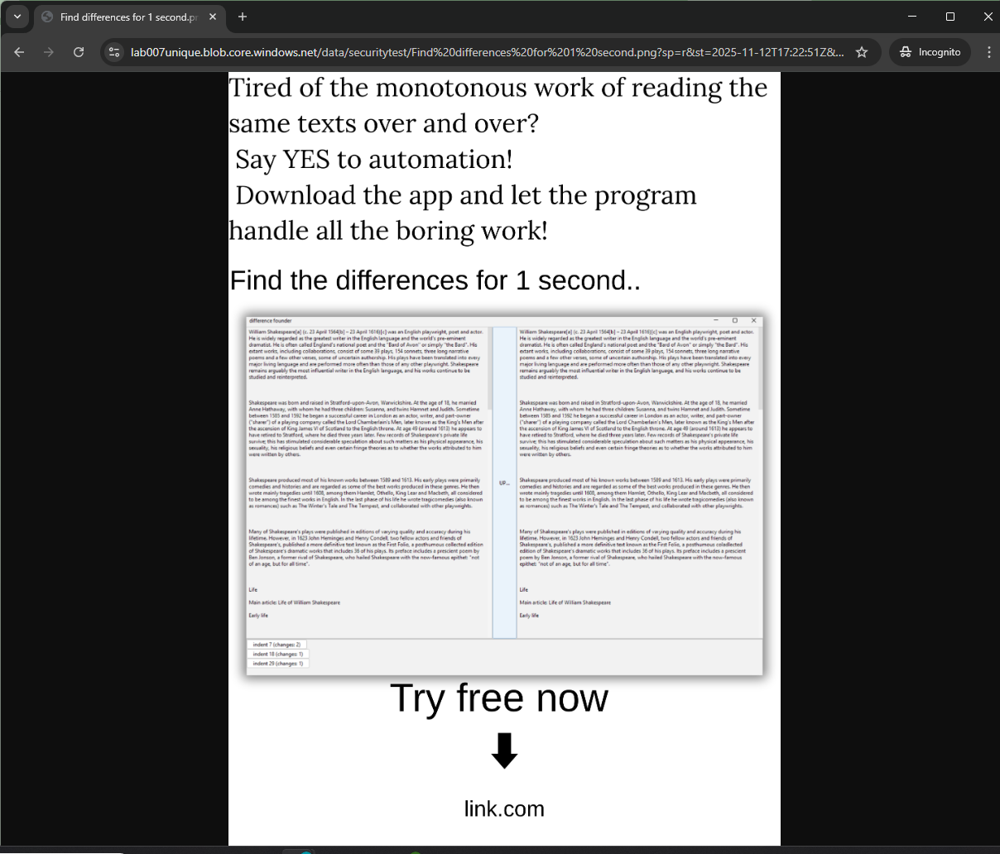 Find differences for 1 second.pr
lab007unique.blob.core.windows.net/data/securitytest/Find%20differences%20for%201%20second.png?sp=r&st=2025-11-12T17:22:51Z&...
Incognito
Tired of the monotonous work of reading the
same texts over and over?
Say YES to automation!
Download the app and let the program
handle all the boring work!
Find the differences for 1 second..
difference founder
William Shakespeare[a] (c. 23 April 1564[b] – 23 April 1616)[c] was an English playwright, poet and actor.
He is widely regarded as the greatest writer in the English language and the world's pre-eminent
dramatist. He is often called England's national poet and the "Bard of Avon" or simply "the Bard". His
extant works, including collaborations, consist of some 39 plays, 154 sonnets, three long narrative
poems and a few other verses, some of uncertain authorship. His plays have been translated into every
major living language and are performed more often than those of any other playwright. Shakespeare
remains arguably the most influential writer in the English language, and his works continue to be
studied and reinterpreted.
Shakespeare was born and raised in Stratford-upon-Avon, Warwickshire. At the age of 18, he married
Anne Hathaway, with whom he had three children: Susanna, and twins Hamnet and Judith. Sometime
between 1585 and 1592 he began a successful career in London as an actor, writer, and part-owner
("sharer") of a playing company called the Lord Chamberlain's Men, later known as the King's Men after
the ascension of King James VI of Scotland to the English throne. At age 49 (around 1613) he appears to
have retired to Stratford, where he died three years later. Few records of Shakespeare's private life
survive; this has stimulated considerable speculation about such matters as his physical appearance, his
sexuality, his religious beliefs and even certain fringe theories as to whether the works attributed to him
were written by others.
Shakespeare produced most of his known works between 1589 and 1613. His early plays were primarily
comedies and histories and are regarded as some of the best works produced in these genres. He then
wrote mainly tragedies until 1608, among them Hamlet, Othello, King Lear and Macbeth, all considered
to be among the finest works in English. In the last phase of his life he wrote tragicomedies (also known
as romances) such as The Winter's Tale and The Tempest, and collaborated with other playwrights.
Many of Shakespeare's plays were published in editions of varying quality and accuracy during his
lifetime. However, in 1623 John Heminges and Henry Condell, two fellow actors and friends of
Shakespeare's, published a more definitive text known as the First Folio, a posthumous collected edition
of Shakespeare's dramatic works that includes 36 of his plays. Its preface includes a prescient poem by
Ben Jonson, a former rival of Shakespeare, who hailed Shakespeare with the now-famous epithet: "not
of an age, but for all time".
Life
Main article: Life of William Shakespeare
Early life
UP...
William Shakespeare[a] (c. 23 April 1564[b] – 23 April 1616)[c] was an English playwright, poet and actor.
He is widely regarded as the greatest writer in the English language and the world's pre-eminent
dramatist. He is often called England's national poet and the "Bard of Avon" or simply "the Bard". His
extant works, including collaborations, consist of some 39 plays, 154 sonnets, three long narrative
poems and a few other verses, some of uncertain authorship. His plays have been translated into every
major living language and are performed more often than those of any other playwright. Shakespeare
remains arguably the most influential writer in the English language, and his works continue to be
studied and reinterpreted.
Shakespeare was born and raised in Stratford-upon-Avon, Warwickshire. At the age of 18, he married
Anne Hathaway, with whom he had three children: Susanna, and twins Hamnet and Judith. Sometime
between 1585 and 1592 he began a successful career in London as an actor, writer, and part-owner
("sharer") of a playing company called the Lord Chamberlain's Men, later known as the King's Men after
the ascension of King James VI of Scotland to the English throne. At age 49 (around 1613) he appears to
have retired to Stratford, where he died three years later. Few records of Shakespeare's private life
survive; this has stimulated considerable speculation about such matters as his physical appearance, his
sexuality, his religious beliefs and even certain fringe theories as to whether the works attributed to him
were written by others.
Shakespeare produced most of his known works between 1589 and 1613. His early plays were primarily
comedies and histories and are regarded as some of the best works produced in these genres. He then
wrote mainly tragedies until 1608, among them Hamlet, Othello, King Lear and Macbeth, all considered
to be among the finest works in English. In the last phase of his life he wrote tragicomedies (also known
as romances) such as The Winter's Tale and The Tempest, and collaborated with other playwrights.
Many of Shakespeare's plays were published in editions of varying quality and accuracy during his
lifetime. However, in 1623 John Heminges and Henry Condell, two fellow actors and friends of
Shakespeare's, published a more definitive text known as the First Folio, a posthumous coladlected
edition of Shakespeare's dramatic works that includes 36 of his plays. Its preface includes a prescient
poem by Ben Jonson, a former rival of Shakespeare, who hailed Shakespeare with the now-famous
epithet: "not of an age, but for all time".
Life
Main article: Life of William Shakespeare
Early life
indent 7 (changes: 2)
indent 18 (changes: 1)
indent 29 (changes: 1)
Try free now
link.com